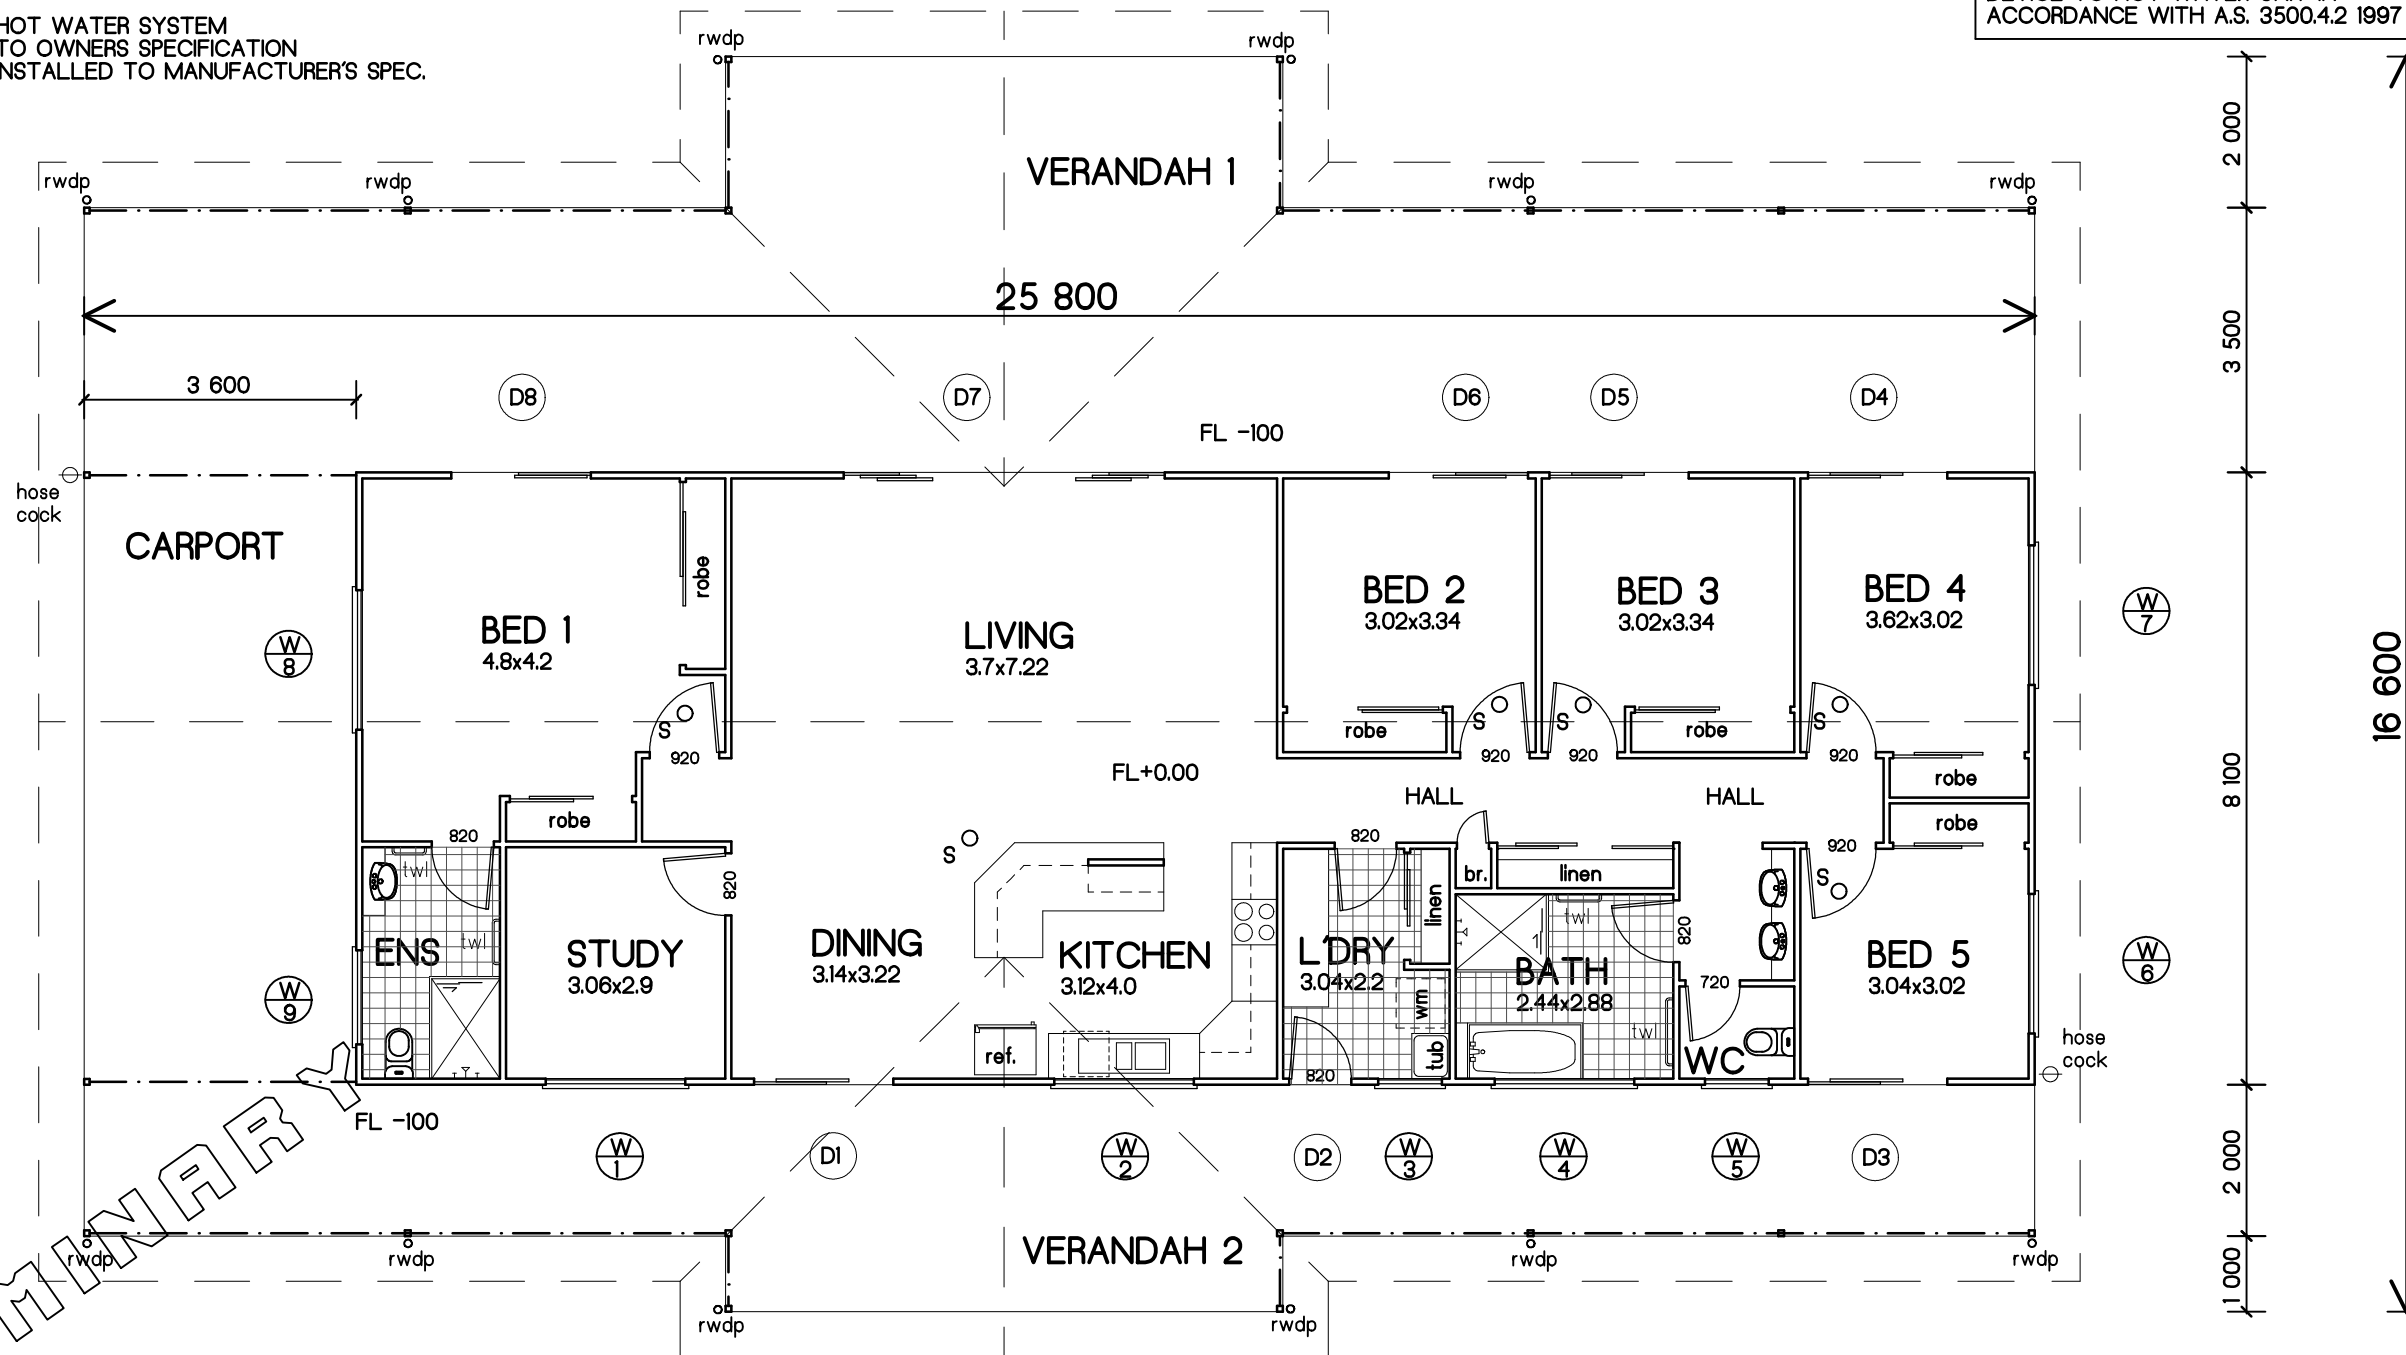 HOT WATER SYSTEM
TO OWNERS SPECIFICATION
NSTALLED TO MANUFACTURER'S SPEC.
ACCORDANCE WITH A.S. 3500.4.2 1997
rwdp
rwdp
2 000
VERANDAH 1
rwdp
rwdp
rwdp
rwdp
25 800
3 500
3 600
D8
D7
D6
D5
D4
FL -100
hose
cock
CARPORT
robe
BED 1
4.8x4.2
LIVING
3.7x7.22
BED 2
3.02x3.34
BED 3
3.02x3.34
BED 4
3.62x3.02
W
7
W
8
16 600
S
920
robe
S
920
S
920
robe
S
920
FL+0.00
HALL
HALL
robe
8 100
robe
820
robe
S
820
820
920
twl
820
br.
linen
linen
S
ENS
twl
STUDY
3.06x2.9
DINING
3.14x3.22
KITCHEN
3.12x4.0
L'DRY
3.04x2.2
twl
820
BATH
2.44x2.88
720
BED 5
3.04x3.02
W
6
W
9
ref.
wm
tub
820
twl
WC
hose
cock
FL -100
W
1
D1
W
2
D2
W
3
W
4
W
5
D3
2 000
VERANDAH 2
rwdp
rwdp
rwdp
rwdp
1 000
rwdp
rwdp
MINARY